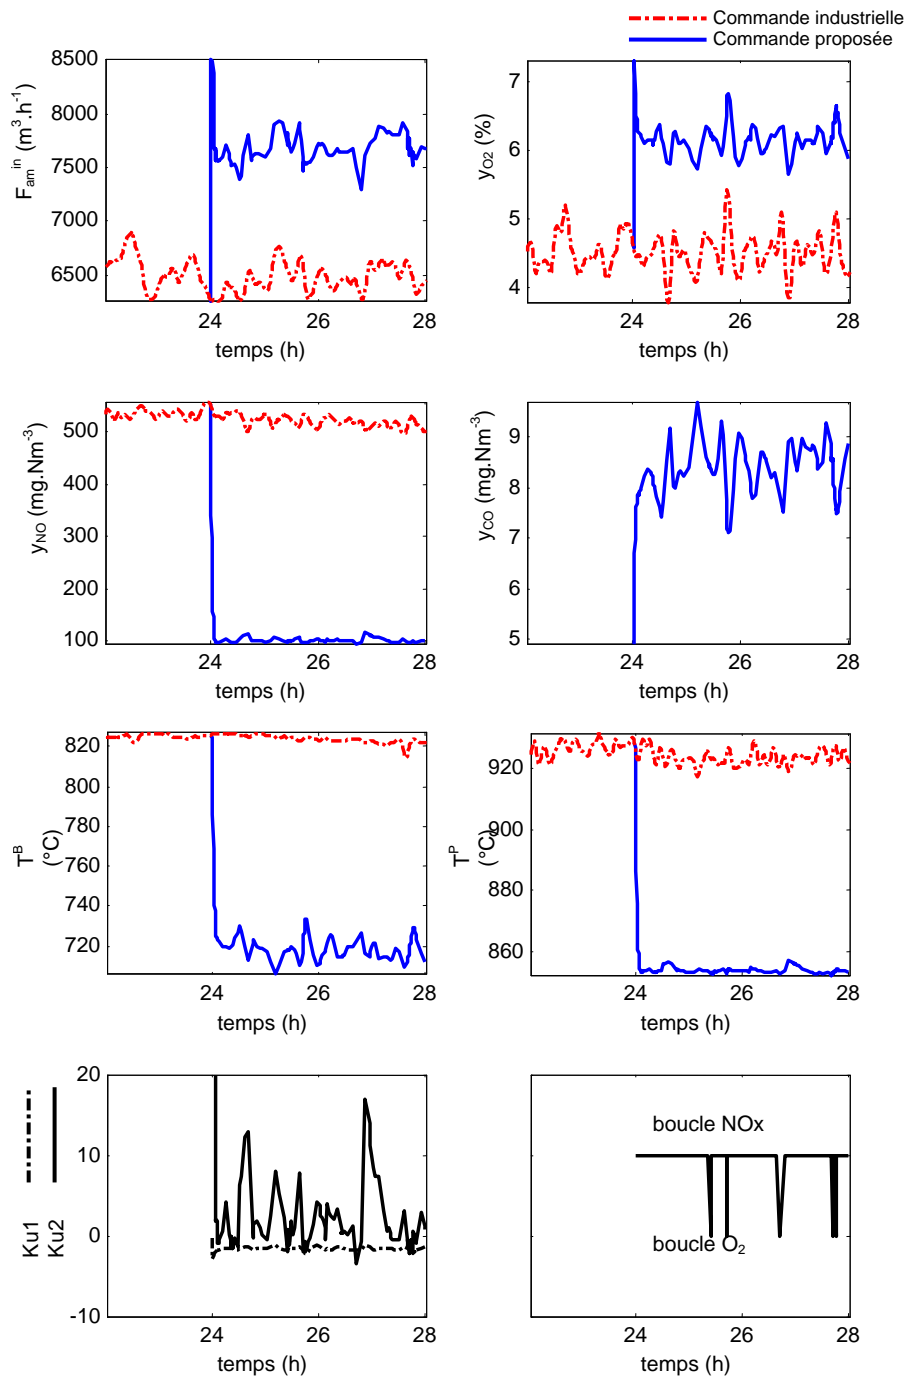 Commande industrielle
Commande proposée
8500
8000
7500
7000
6500
F_am^in (m^3.h^-1)
24
26
28
temps (h)
7
6
5
4
y_O2 (%)
24
26
28
temps (h)
500
400
300
200
100
y_NO (mg.Nm^-3)
24
26
28
temps (h)
9
8
7
6
5
y_CO (mg.Nm^-3)
24
26
28
temps (h)
820
800
780
760
740
720
T^B
(°C)
24
26
28
temps (h)
920
900
880
860
T^P
(°C)
24
26
28
temps (h)
Ku1
Ku2
20
10
0
-10
24
26
28
temps (h)
boucle NOx
boucle O₂
24
26
28
temps (h)